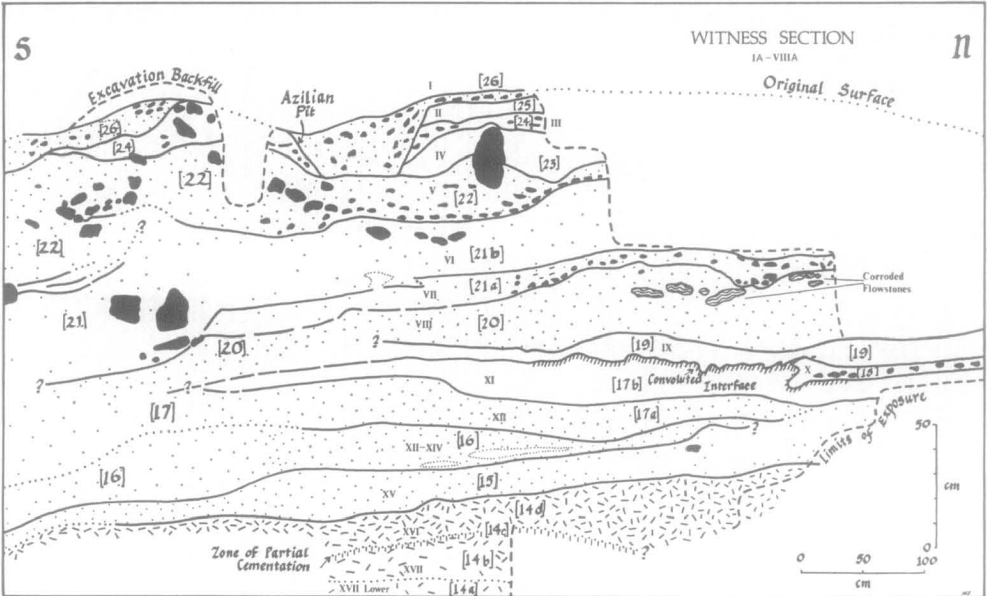 S
WITNESS SECTION
IA – VIIIA
n
Excavation Backfill
Original Surface
Azilian
Pit
I
[26]
II
[25]
[24]
III
[26]
[24]
IV
[23]
[22]
V
[22]
[22]
VI
[21b]
VII
[21a]
Corroded
Flowstones
[21]
VIII
[20]
[20]
?
?
[19]
IX
[19]
X
[18]
?
?
XI
[17b]
Convoluted
Interface
[17]
XII
[17a]
Limits of Exposure
?
XII–XIV
[16]
[16]
XV
[15]
[14d]
XVI
[14c]
?
Zone of Partial
Cementation
XVII
[14b]
XVII Lower
[14a]
50
cm
0
0
50
100
cm